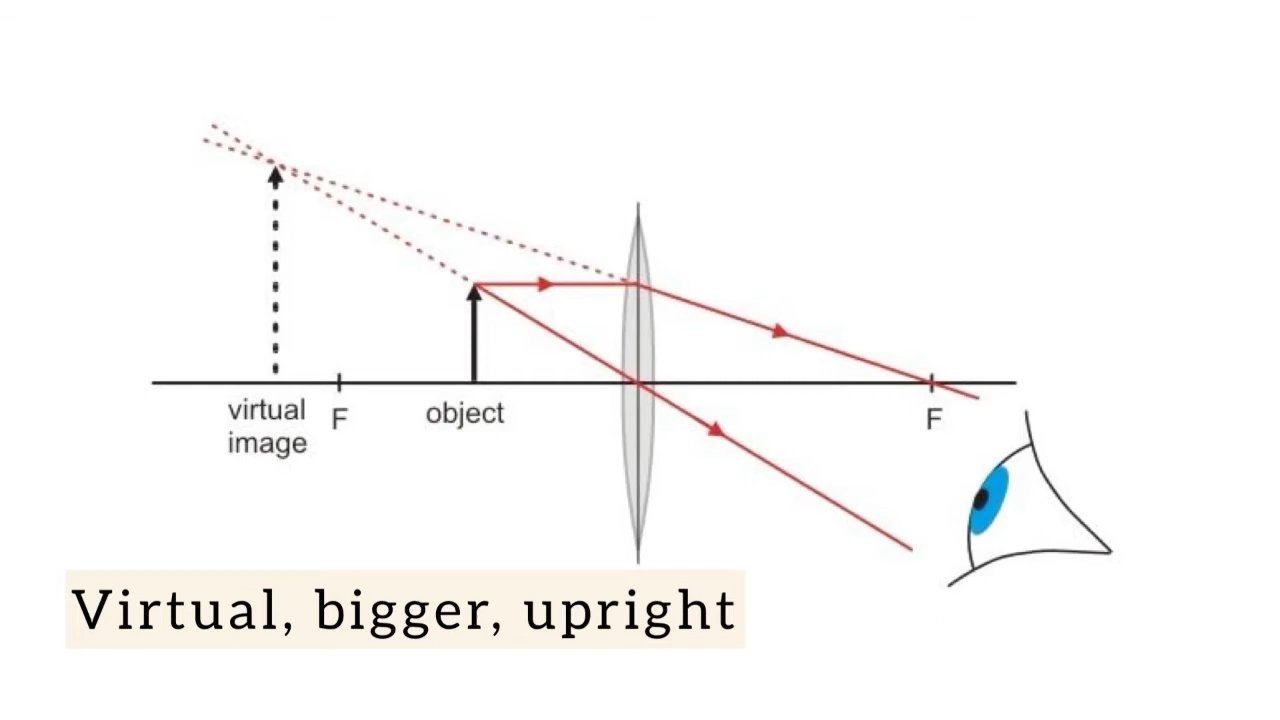 virtual
image
F
object
F
Virtual, bigger, upright